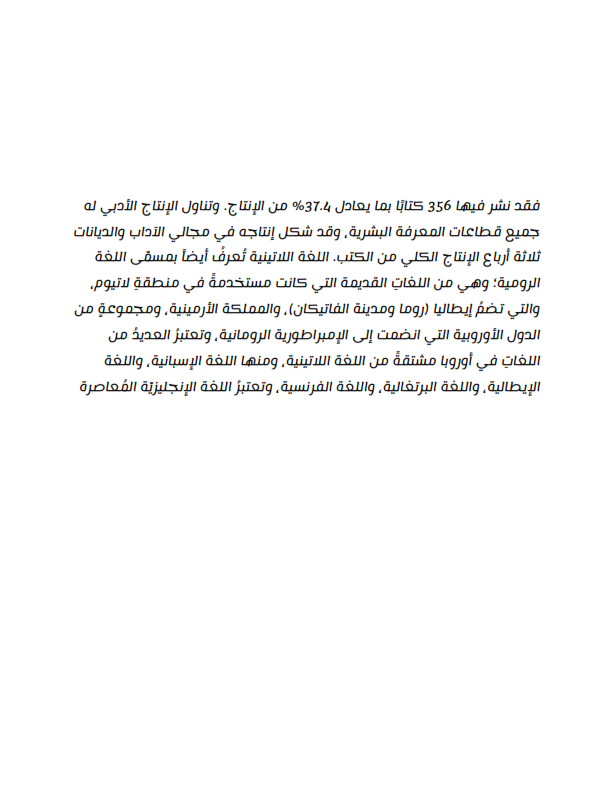 فقد نشر فيها 356 كتابًا بما يعادل 37.4% من الإنتاج. وتناول الإنتاج الأدبي له
جميع قطاعات المعرفة البشرية، وقد شكل إنتاجه في مجالي الآداب والديانات
ثلاثة أرباع الإنتاج الكلي من الكتب. اللغة اللاتينية تُعرفُ أيضاً بمسمّى اللغة
الرومية؛ وهي من اللغاتِ القديمة التي كانت مستخدمةً في منطقةِ لاتيوم،
والتي تضمُ إيطاليا (روما ومدينة الفاتيكان)، والمملكة الأرمينية، ومجموعةٍ من
الدول الأوروبية التي انضمت إلى الإمبراطورية الرومانية، وتعتبرُ العديدُ من
اللغاتِ في أوروبا مشتقةً من اللغة اللاتينية، ومنها اللغة الإسبانية، واللغة
الإيطالية، واللغة البرتغالية، واللغة الفرنسية، وتعتبرُ اللغة الإنجليزيّة المُعاصرة